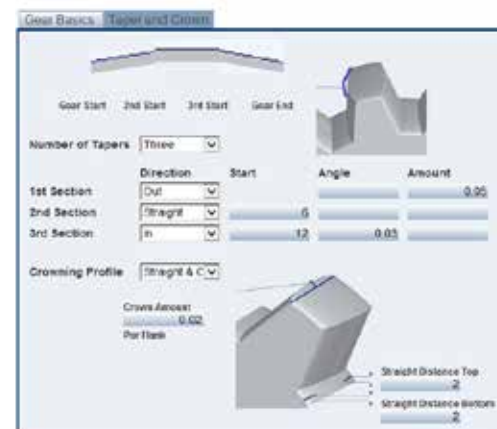 Gear Basics Taper and Crown
Gear Start 2nd Start 3rd Start Gear End
Number of Tapers Three
Direction Start Angle Amount
1st Section Out 0.05
2nd Section Straight 6
3rd Section In 12 0.03
Crowning Profile Straight & C
Crown Amount
0.02
Per Flank
Straight Distance Top
2
Straight Distance Bottom
2